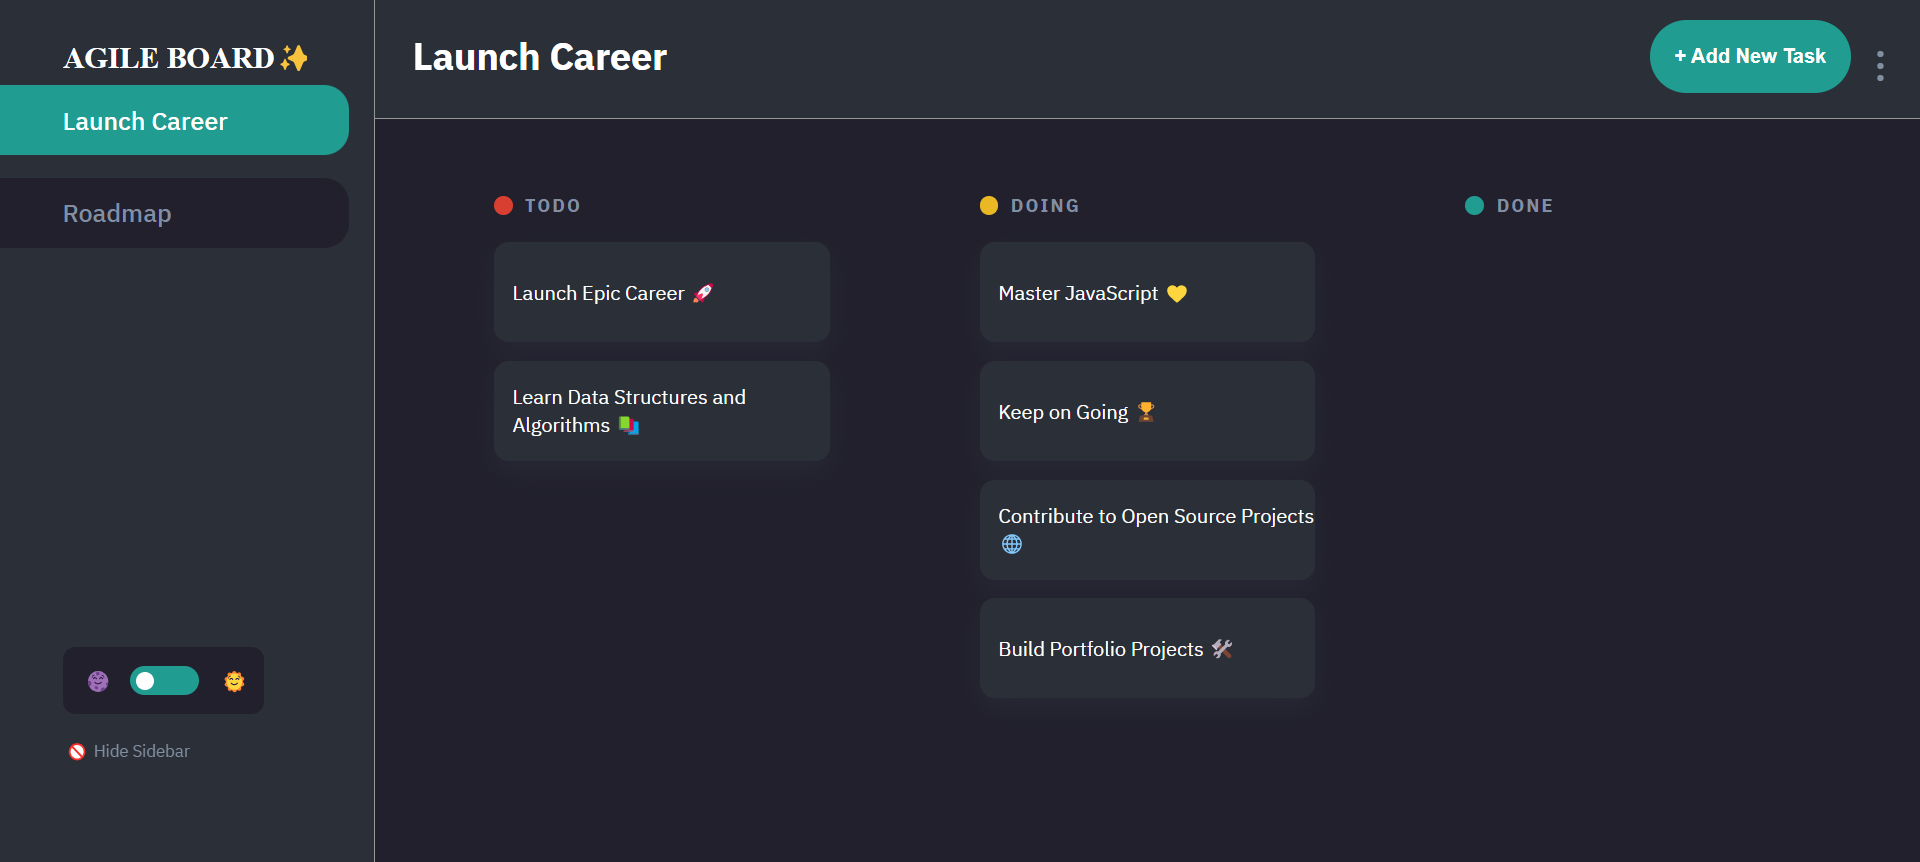 AGILE BOARD✨
Launch Career
Roadmap
Hide Sidebar
Launch Career
+ Add New Task
TODO
Launch Epic Career 🚀
Learn Data Structures and
Algorithms 📚
DOING
Master JavaScript 💛
Keep on Going 🏆
Contribute to Open Source Projects
🌐
Build Portfolio Projects 🛠
DONE